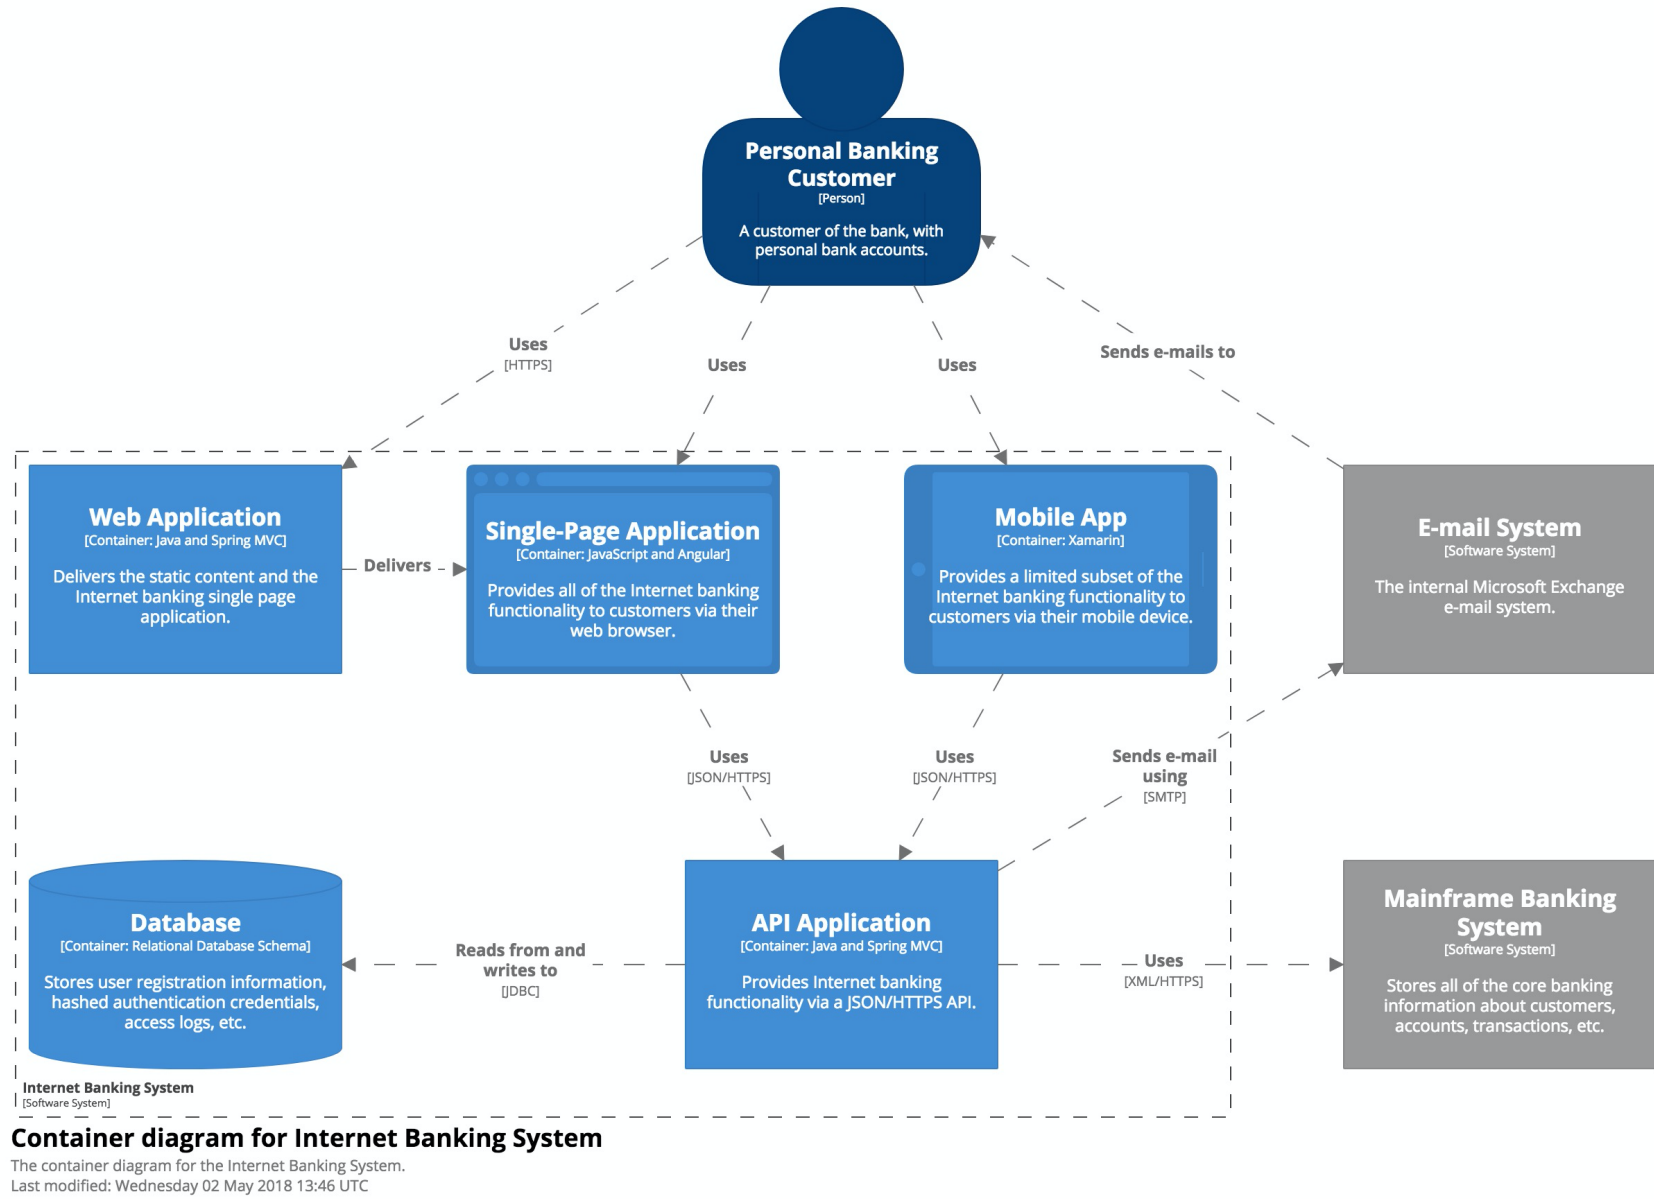 Personal Banking
Customer
[Person]
A customer of the bank, with
personal bank accounts.
Uses
[HTTPS]
Uses
Uses
Sends e-mails to
Web Application
[Container: Java and Spring MVC]
Delivers the static content and the
Internet banking single page
application.
Delivers
Single-Page Application
[Container: JavaScript and Angular]
Provides all of the Internet banking
functionality to customers via their
web browser.
Mobile App
[Container: Xamarin]
Provides a limited subset of the
Internet banking functionality to
customers via their mobile device.
E-mail System
[Software System]
The internal Microsoft Exchange
e-mail system.
Uses
[JSON/HTTPS]
Uses
[JSON/HTTPS]
Sends e-mail
using
[SMTP]
Database
[Container: Relational Database Schema]
Stores user registration information,
hashed authentication credentials,
access logs, etc.
Reads from and
writes to
[JDBC]
API Application
[Container: Java and Spring MVC]
Provides Internet banking
functionality via a JSON/HTTPS API.
Uses
[XML/HTTPS]
Mainframe Banking
System
[Software System]
Stores all of the core banking
information about customers,
accounts, transactions, etc.
Internet Banking System
[Software System]
Container diagram for Internet Banking System
The container diagram for the Internet Banking System.
Last modified: Wednesday 02 May 2018 13:46 UTC